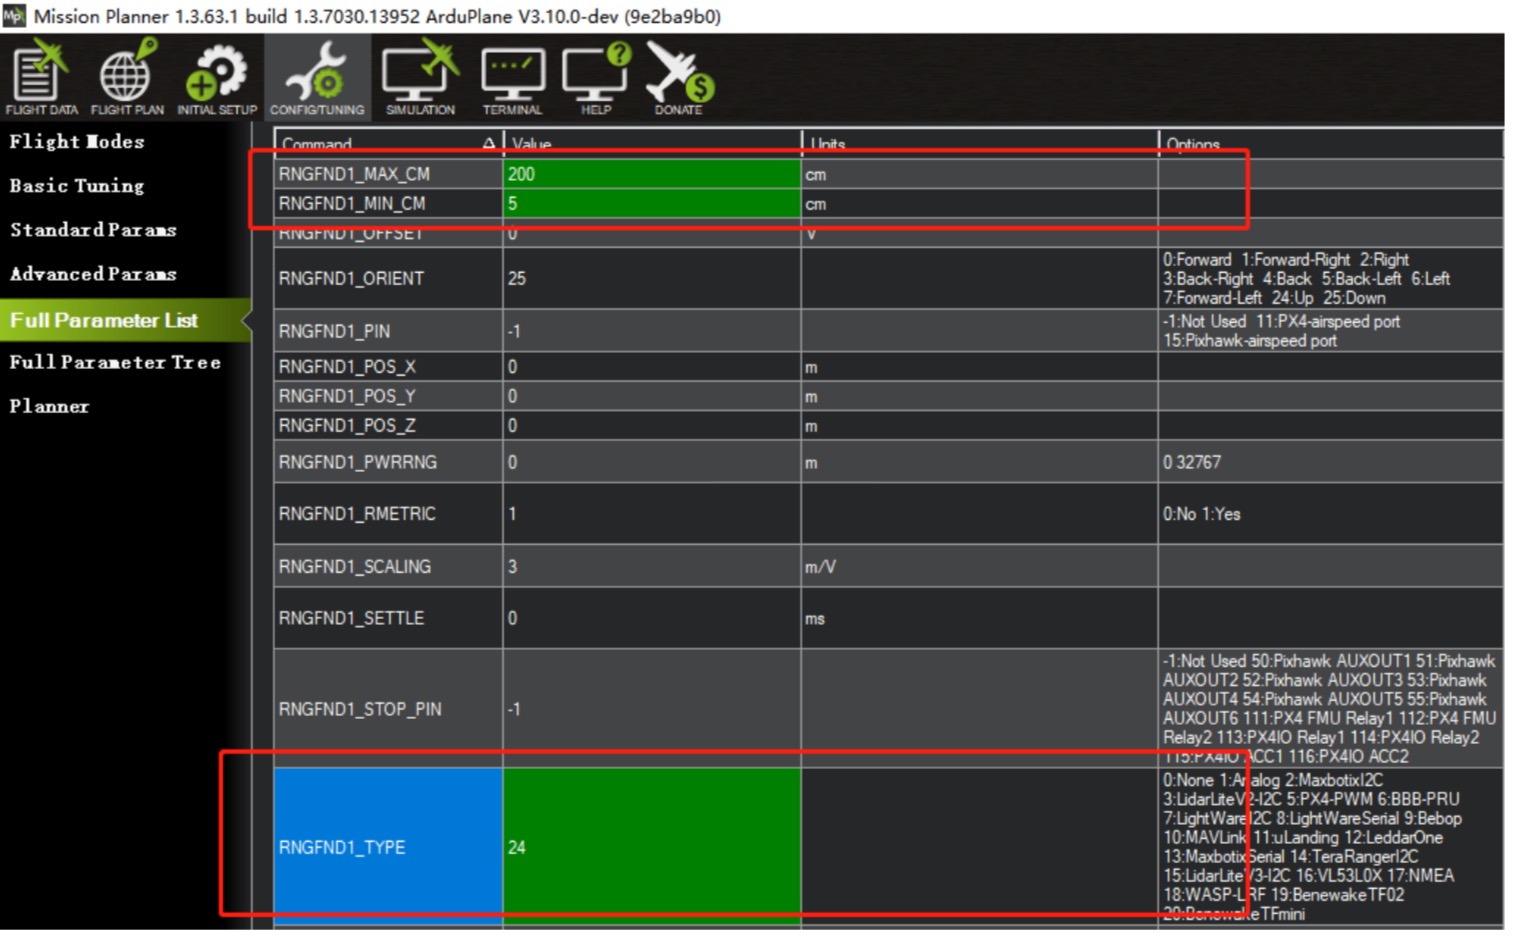 Mission Planner 1.3.63.1 build 1.3.7030.13952 ArduPlane V3.10.0-dev (9e2ba9b0)
FLIGHT DATA FLIGHT PLAN INITIAL SETUP CONFIG/TUNING SIMULATION TERMINAL HELP DONATE
Flight Modes
Basic Tuning
Standard Params
Advanced Params
Full Parameter List
Full Parameter Tree
Planner
Command Value Units Options
RNGFND1_MAX_CM 200 cm
RNGFND1_MIN_CM 5 cm
RNGFND1_OFFSET 0 V
RNGFND1_ORIENT 25 0:Forward 1:Forward-Right 2:Right
3:Back-Right 4:Back 5:Back-Left 6:Left
7:Forward-Left 24:Up 25:Down
RNGFND1_PIN -1 -1:Not Used 11:PX4-airspeed port
15:Pixhawk-airspeed port
RNGFND1_POS_X 0 m
RNGFND1_POS_Y 0 m
RNGFND1_POS_Z 0 m
RNGFND1_PWRRNG 0 m 0 32767
RNGFND1_RMETRIC 1 0:No 1:Yes
RNGFND1_SCALING 3 m/V
RNGFND1_SETTLE 0 ms
RNGFND1_STOP_PIN -1 -1:Not Used 50:Pixhawk AUXOUT1 51:Pixhawk
AUXOUT2 52:Pixhawk AUXOUT3 53:Pixhawk
AUXOUT4 54:Pixhawk AUXOUT5 55:Pixhawk
AUXOUT6 111:PX4 FMU Relay1 112:PX4 FMU
Relay2 113:PX4IO Relay1 114:PX4IO Relay2
115:PX4IO ACC1 116:PX4IO ACC2
RNGFND1_TYPE 24 0:None 1:Analog 2:MaxbotixI2C
3:LidarLiteV2-I2C 5:PX4-PWM 6:BBB-PRU
7:LightWareI2C 8:LightWareSerial 9:Bebop
10:MAVLink 11:uLanding 12:LeddarOne
13:MaxbotixSerial 14:TeraRangerI2C
15:LidarLiteV3-I2C 16:VL53L0X 17:NMEA
18:WASP-LRF 19:BenewakeTF02
20:BenewakeTFmini